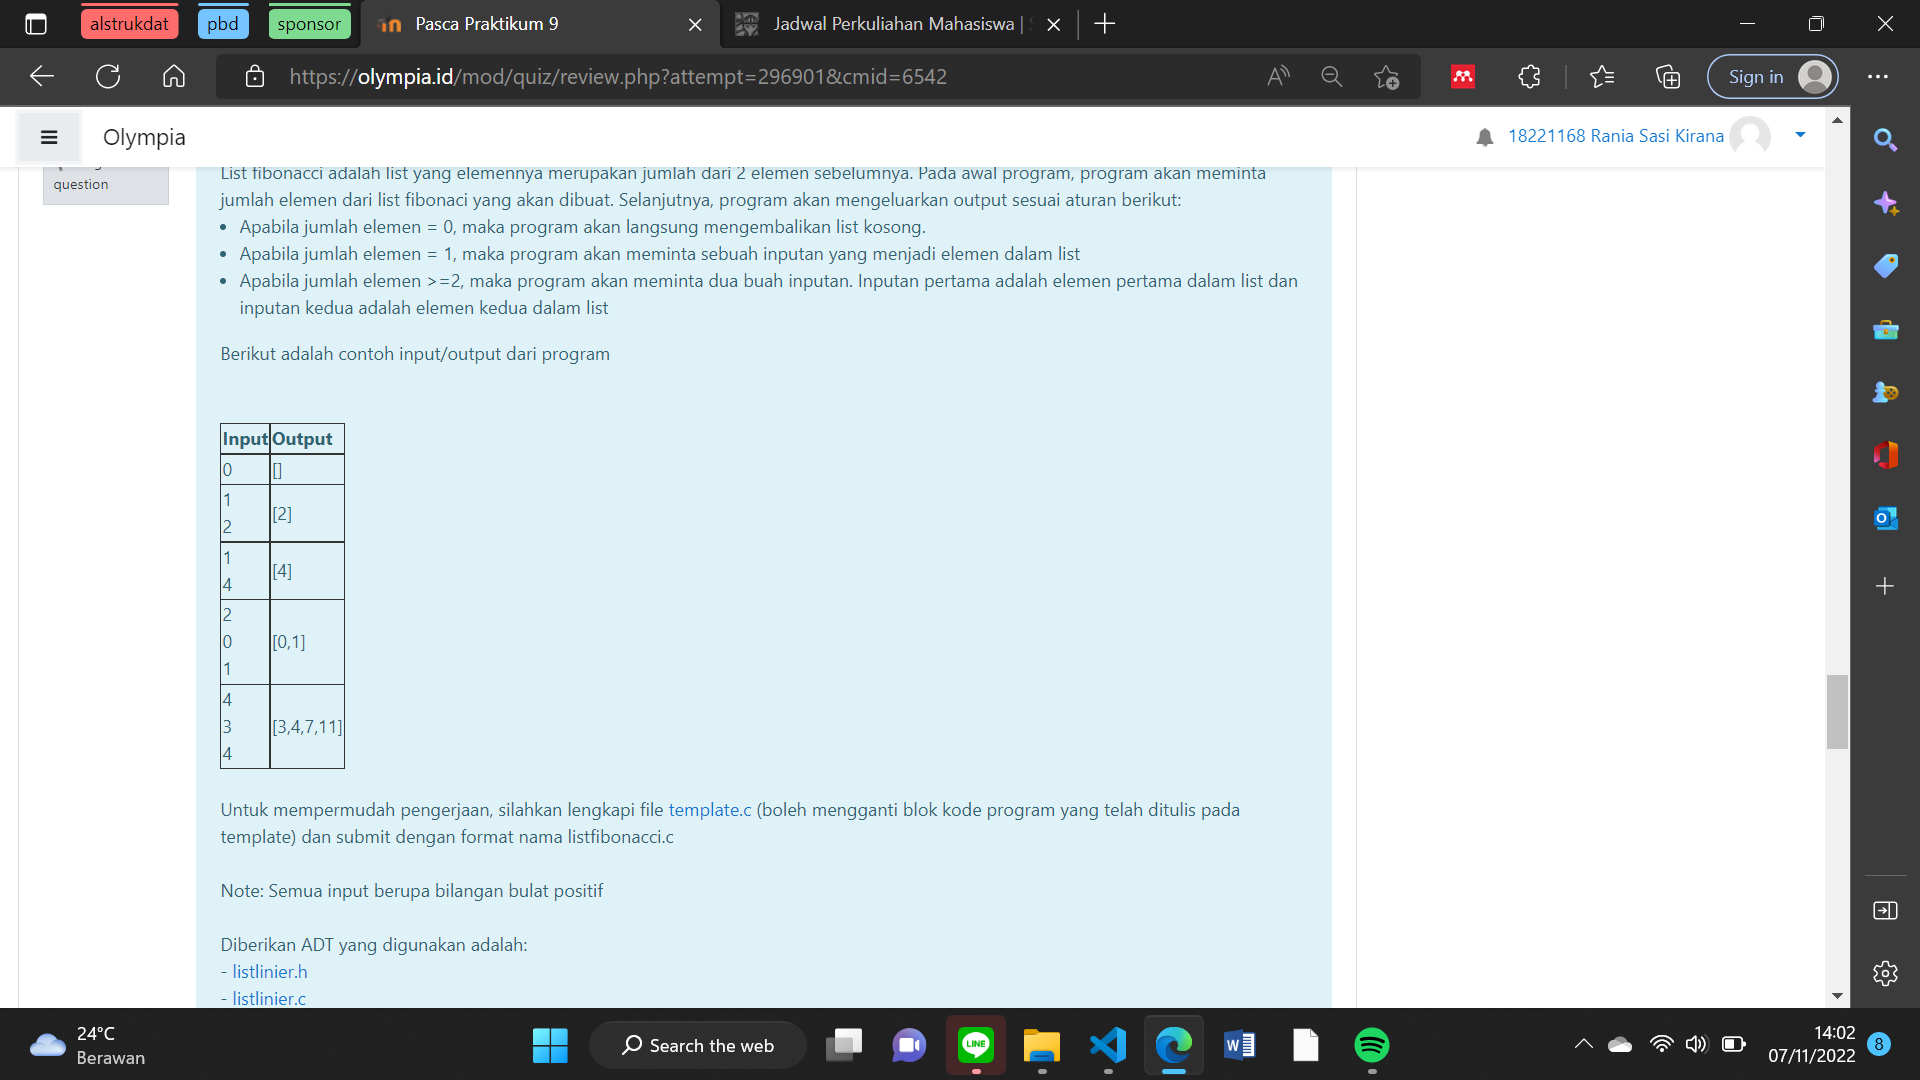 alstrukdat
pbd
sponsor
Pasca Praktikum 9
Jadwal Perkuliahan Mahasiswa |
https://olympia.id/mod/quiz/review.php?attempt=296901&cmid=6542
Sign in
Olympia
18221168 Rania Sasi Kirana
question
List fibonacci adalah list yang elemennya merupakan jumlah dari 2 elemen sebelumnya. Pada awal program, program akan meminta
jumlah elemen dari list fibonaci yang akan dibuat. Selanjutnya, program akan mengeluarkan output sesuai aturan berikut:
• Apabila jumlah elemen = 0, maka program akan langsung mengembalikan list kosong.
• Apabila jumlah elemen = 1, maka program akan meminta sebuah inputan yang menjadi elemen dalam list
• Apabila jumlah elemen >=2, maka program akan meminta dua buah inputan. Inputan pertama adalah elemen pertama dalam list dan
inputan kedua adalah elemen kedua dalam list
Berikut adalah contoh input/output dari program
Input Output
0 []
1
2
[2]
1
4
[4]
2
0
1
[0,1]
4
3
4
[3,4,7,11]
Untuk mempermudah pengerjaan, silahkan lengkapi file template.c (boleh mengganti blok kode program yang telah ditulis pada
template) dan submit dengan format nama listfibonacci.c
Note: Semua input berupa bilangan bulat positif
Diberikan ADT yang digunakan adalah:
- listlinier.h
- listlinier.c
24°C
Berawan
Search the web
LINE
14:02
07/11/2022
8